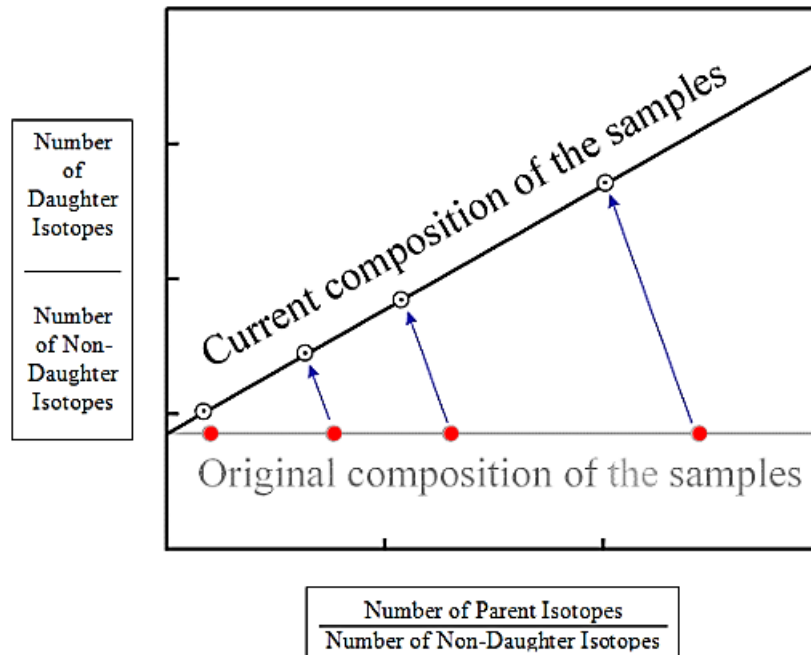 Number
of
Daughter
Isotopes
Number
of Non-
Daughter
Isotopes
Current composition of the samples
Original composition of the samples
Number of Parent Isotopes
Number of Non-Daughter Isotopes